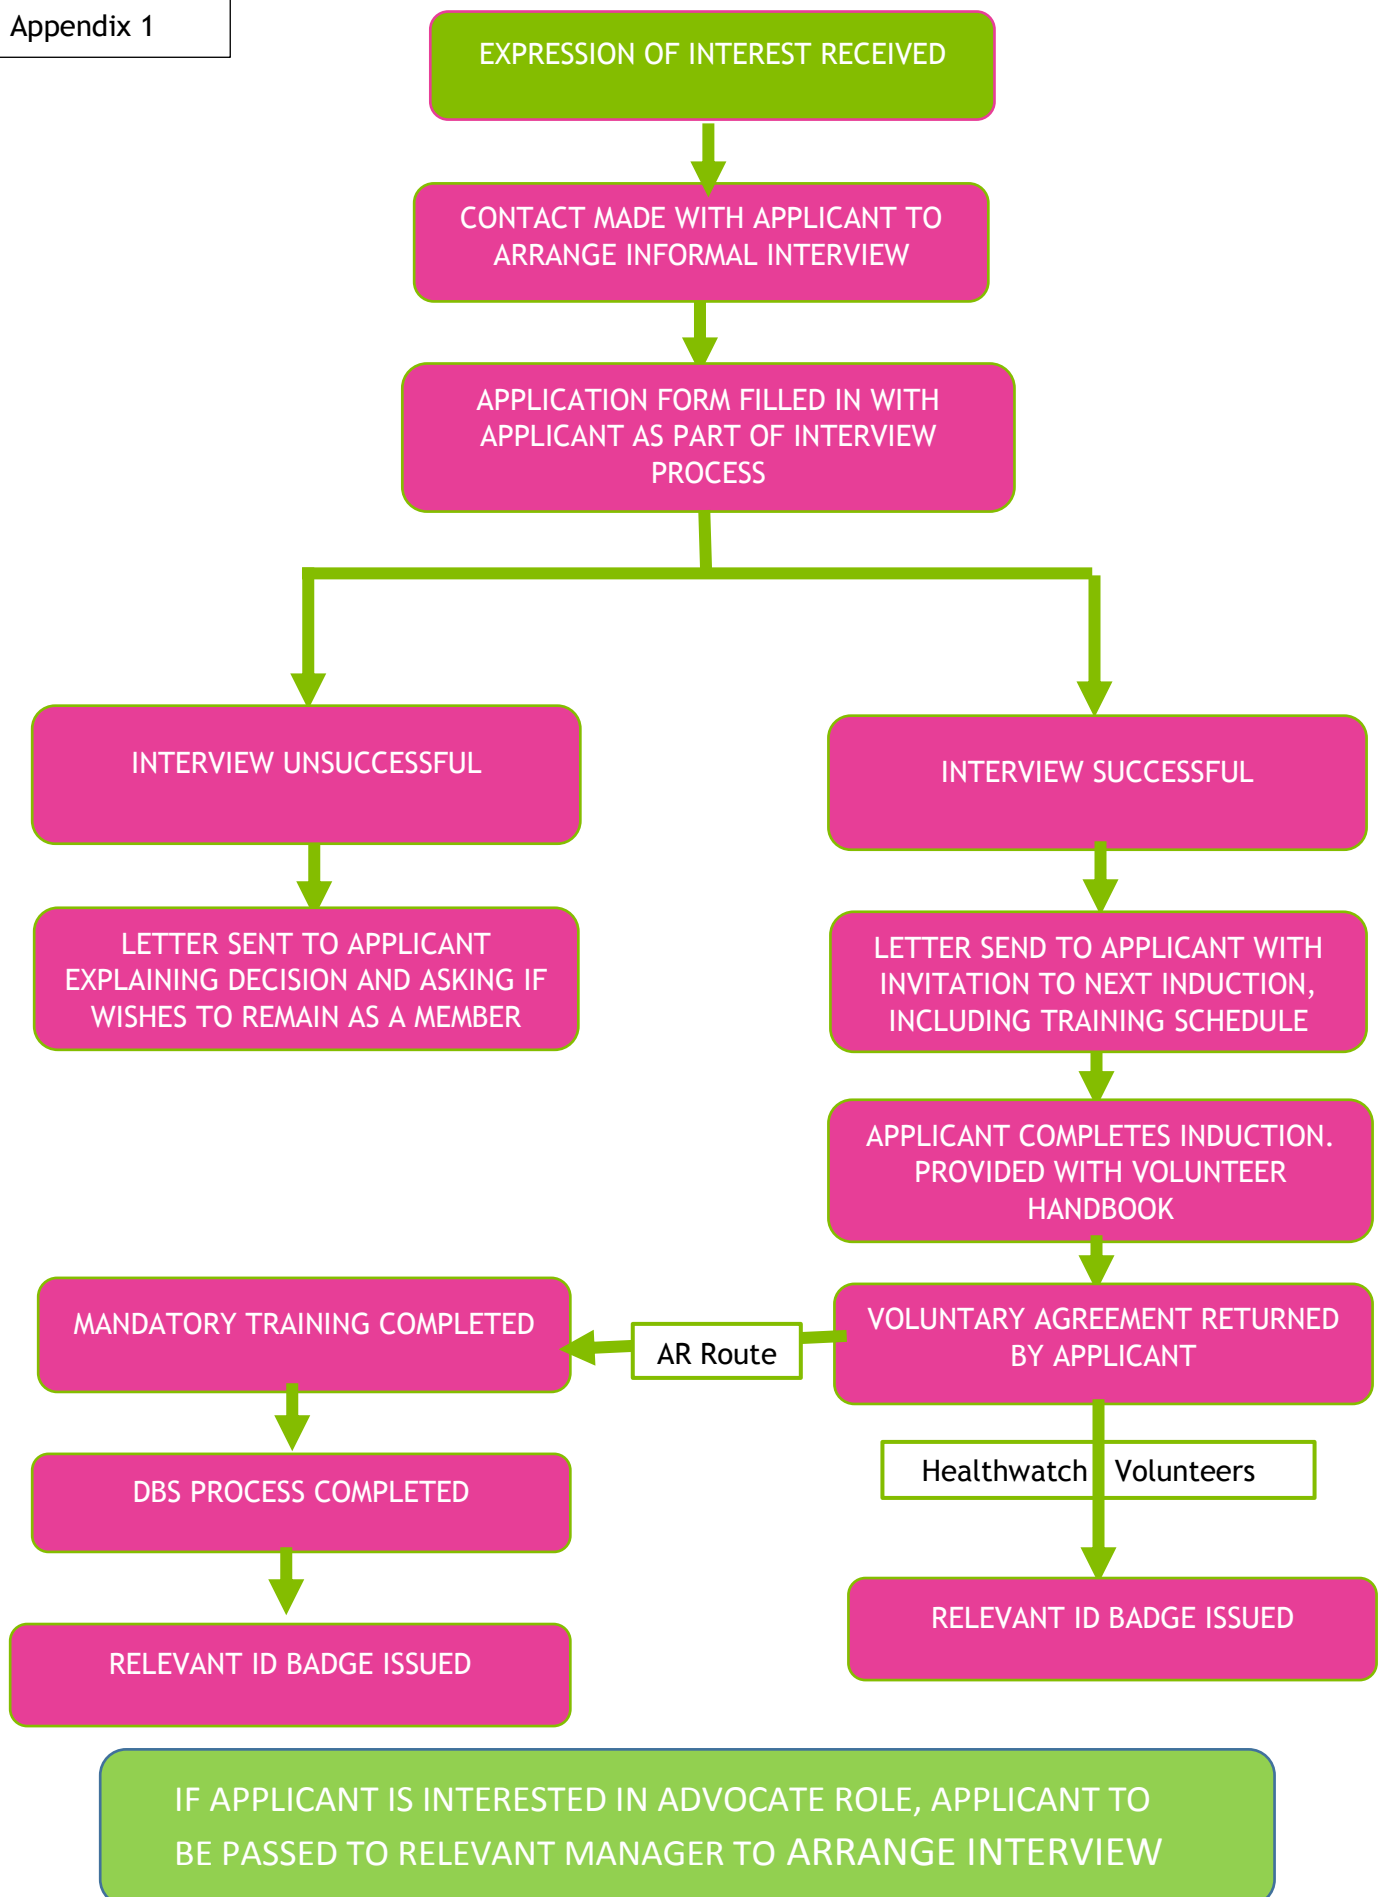 Appendix 1
EXPRESSION OF INTEREST RECEIVED
CONTACT MADE WITH APPLICANT TO
ARRANGE INFORMAL INTERVIEW
APPLICATION FORM FILLED IN WITH
APPLICANT AS PART OF INTERVIEW
PROCESS
INTERVIEW UNSUCCESSFUL
INTERVIEW SUCCESSFUL
LETTER SENT TO APPLICANT
EXPLAINING DECISION AND ASKING IF
WISHES TO REMAIN AS A MEMBER
LETTER SEND TO APPLICANT WITH
INVITATION TO NEXT INDUCTION,
INCLUDING TRAINING SCHEDULE
APPLICANT COMPLETES INDUCTION.
PROVIDED WITH VOLUNTEER
HANDBOOK
VOLUNTARY AGREEMENT RETURNED
BY APPLICANT
AR Route
MANDATORY TRAINING COMPLETED
DBS PROCESS COMPLETED
RELEVANT ID BADGE ISSUED
Healthwatch Volunteers
RELEVANT ID BADGE ISSUED
IF APPLICANT IS INTERESTED IN ADVOCATE ROLE, APPLICANT TO
BE PASSED TO RELEVANT MANAGER TO ARRANGE INTERVIEW